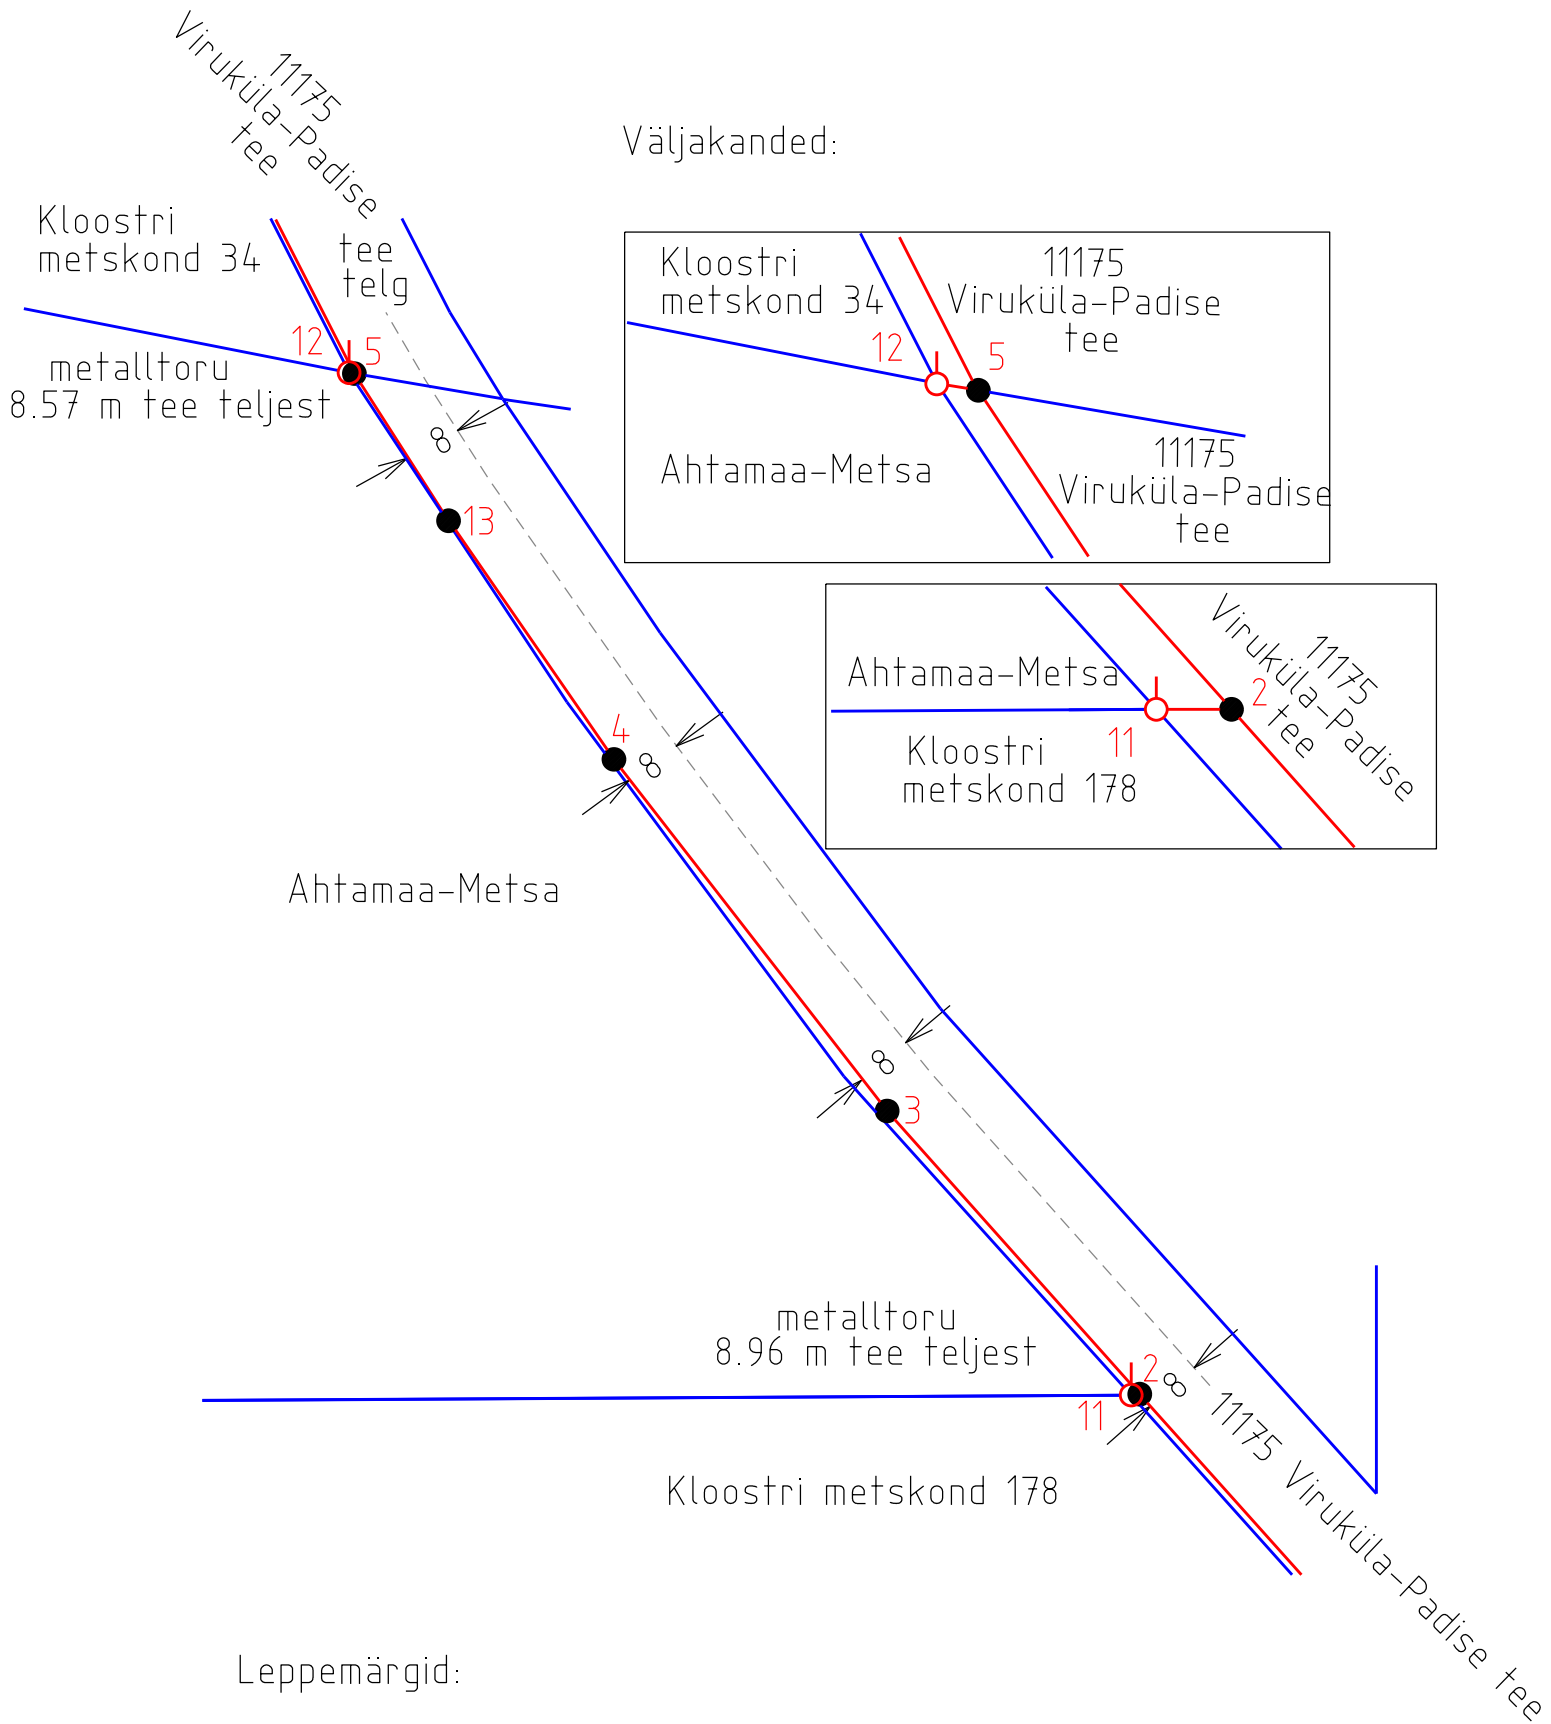 11175
Viruküla-Padise
tee
Väljakanded:
Kloostri
metskond 34
tee
telg
12
5
metalltoru
8.57 m tee teljest
8
13
Kloostri
metskond 34
11175
Viruküla-Padise
tee
12
5
Ahtamaa-Metsa
11175
Viruküla-Padise
tee
Ahtamaa-Metsa
11175
Viruküla-Padise
tee
2
11
Kloostri
metskond 178
4
8
Ahtamaa-Metsa
8
3
metalltoru
8.96 m tee teljest
2
8
11
11175 Viruküla-Padise tee
Kloostri metskond 178
Leppemärgid: